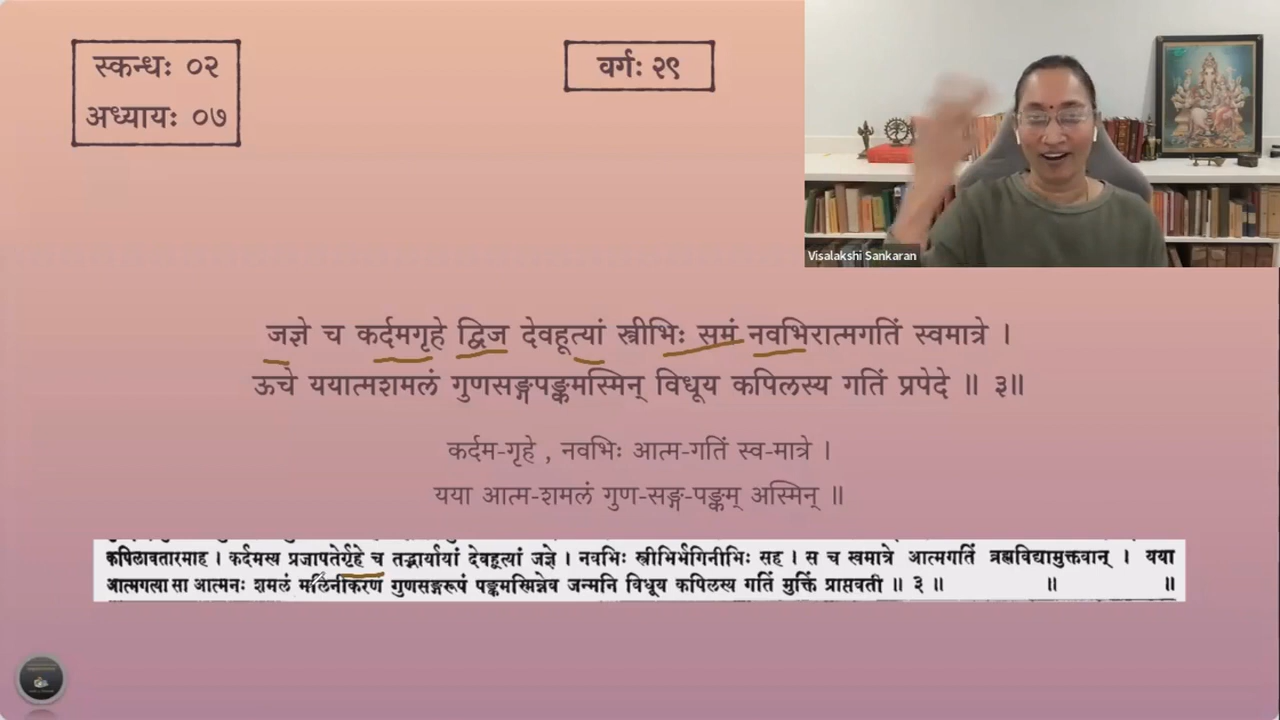 स्कन्धः ०२
अध्यायः ०७
वर्गः २९
Visalakshi Sankaran
जज्ञे च कर्दमगृहे द्विज देवहूत्यां स्त्रीभिः समं नवभिरात्मगतिं स्वमात्रे ।
ऊचे ययात्मशमलं गुणसङ्गपङ्कमस्मिन् विधूय कपिलस्य गतिं प्रपेदे ॥ ३॥
कर्दम-गृहे , नवभिः आत्म-गतिं स्व-मात्रे ।
यया आत्म-शमलं गुण-सङ्ग-पङ्कम् अस्मिन् ॥
कपिलावतारमाह । कर्दमस्य प्रजापतेर्गृहे च तद्भार्यायां देवहूत्यां जज्ञे । नवभिः स्त्रीभिर्भगिनीभिः सह । स च स्वमात्रे आत्मगतिं ब्रह्मविद्यामुक्तवान् । यया
आत्मगत्या सा आत्मनः शमलं मलिनीकरणं गुणसङ्गरूपं पङ्कमस्मिन्नेव जन्मनि विधूय कपिलस्य गतिं मुक्तिं प्राप्तवती ॥ ३ ॥ ॥ ॥